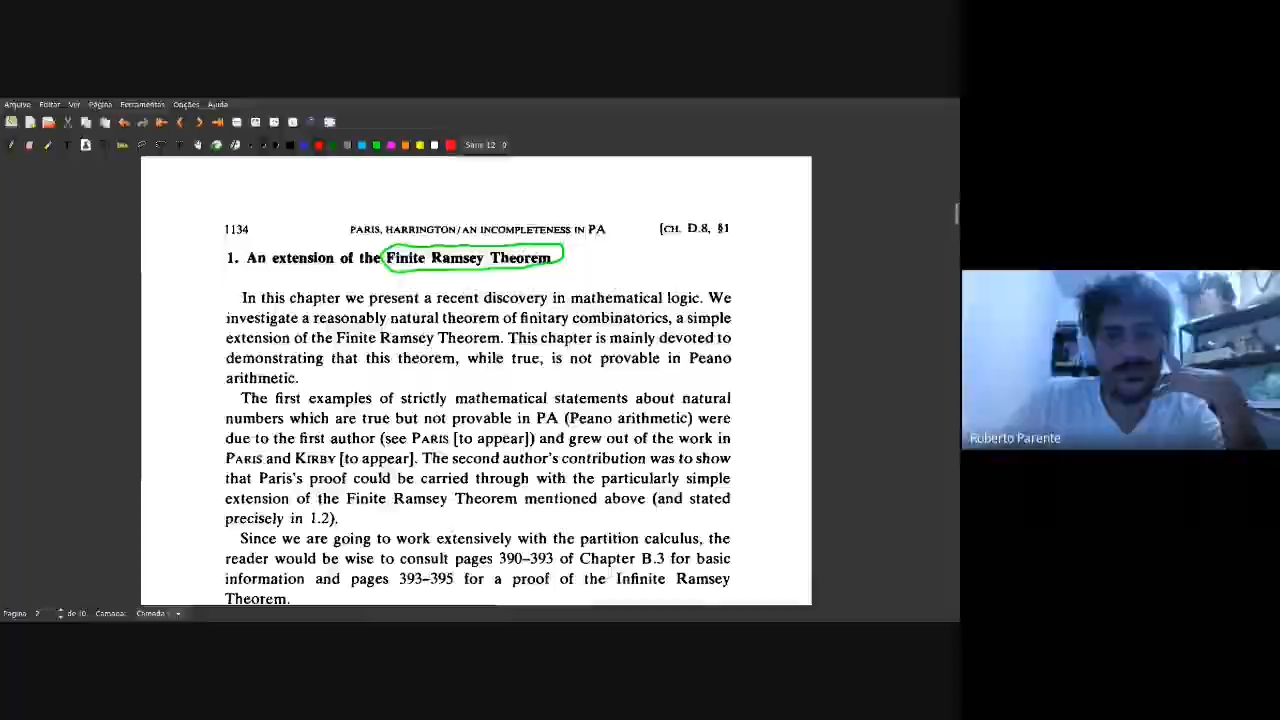 Arquivo Editar Ver Página Ferramentas Opções Ajuda
Sans 12
1134 PARIS, HARRINGTON/AN INCOMPLETENESS IN PA [CH. D.8, §1
1. An extension of the Finite Ramsey Theorem
In this chapter we present a recent discovery in mathematical logic. We
investigate a reasonably natural theorem of finitary combinatorics, a simple
extension of the Finite Ramsey Theorem. This chapter is mainly devoted to
demonstrating that this theorem, while true, is not provable in Peano
arithmetic.
The first examples of strictly mathematical statements about natural
numbers which are true but not provable in PA (Peano arithmetic) were
due to the first author (see PARIS [to appear]) and grew out of the work in
PARIS and KIRBY [to appear]. The second author's contribution was to show
that Paris's proof could be carried through with the particularly simple
extension of the Finite Ramsey Theorem mentioned above (and stated
precisely in 1.2).
Since we are going to work extensively with the partition calculus, the
reader would be wise to consult pages 390–393 of Chapter B.3 for basic
information and pages 393–395 for a proof of the Infinite Ramsey
Theorem.
Roberto Parente
Página 2 de 10 Camada: Camada 1